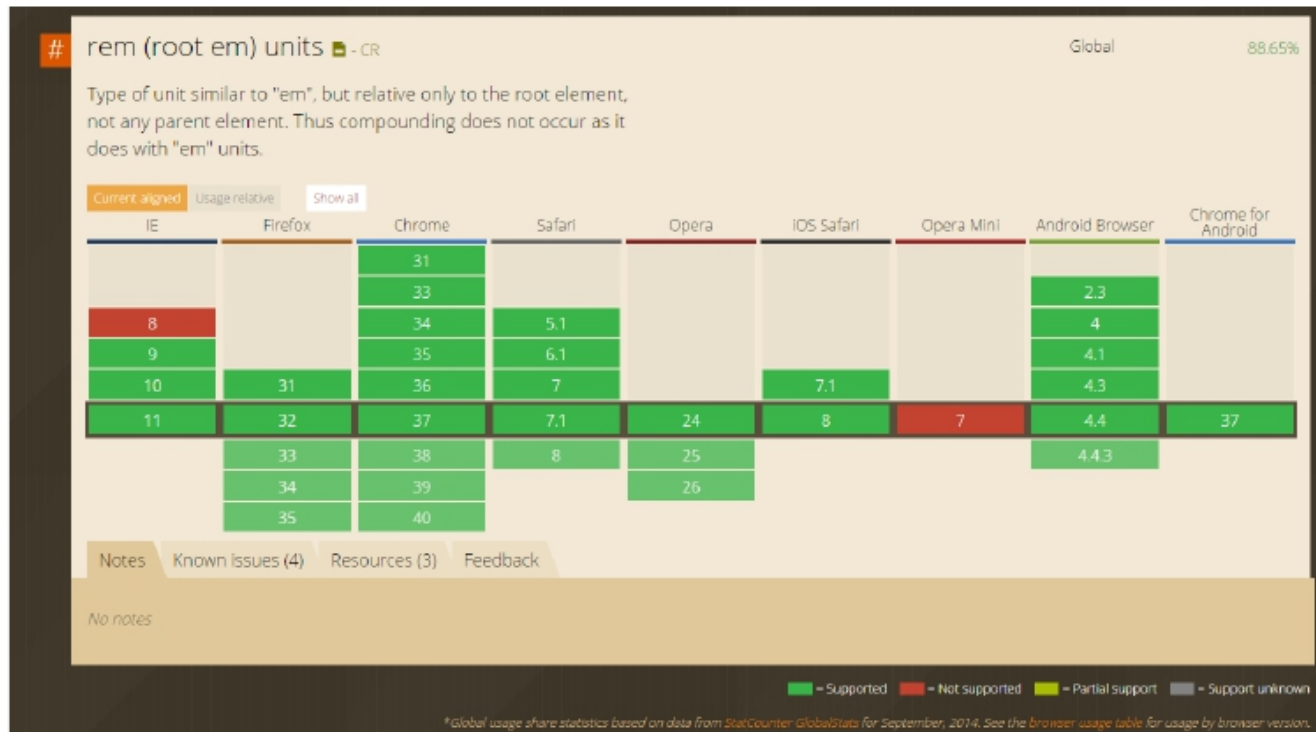 # rem (root em) units - CR Global 88.65%
Type of unit similar to "em", but relative only to the root element,
not any parent element. Thus compounding does not occur as it
does with "em" units.
Current aligned Usage relative Show all
IE Firefox Chrome Safari Opera iOS Safari Opera Mini Android Browser Chrome for Android
31
33 2.3
8 34 5.1 4
9 35 6.1 4.1
10 31 36 7 7.1 4.3
11 32 37 7.1 24 8 7 4.4 37
33 38 8 25 4.4.3
34 39 26
35 40
Notes Known issues (4) Resources (3) Feedback
No notes
= Supported = Not supported = Partial support = Support unknown
*Global usage share statistics based on data from StatCounter GlobalStats for September, 2014. See the browser usage table for usage by browser version.